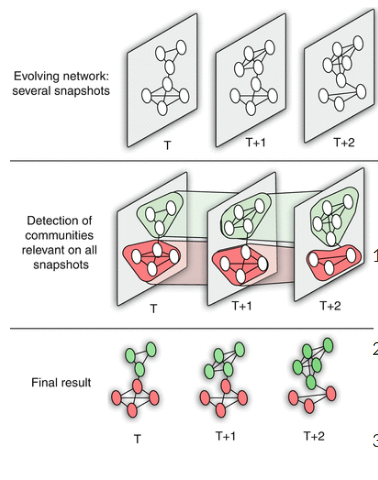 Evolving network:
several snapshots
T
T+1
T+2
Detection of
communities
relevant on all
snapshots
1
T
T+1
T+2
2
Final result
T
T+1
T+2
3